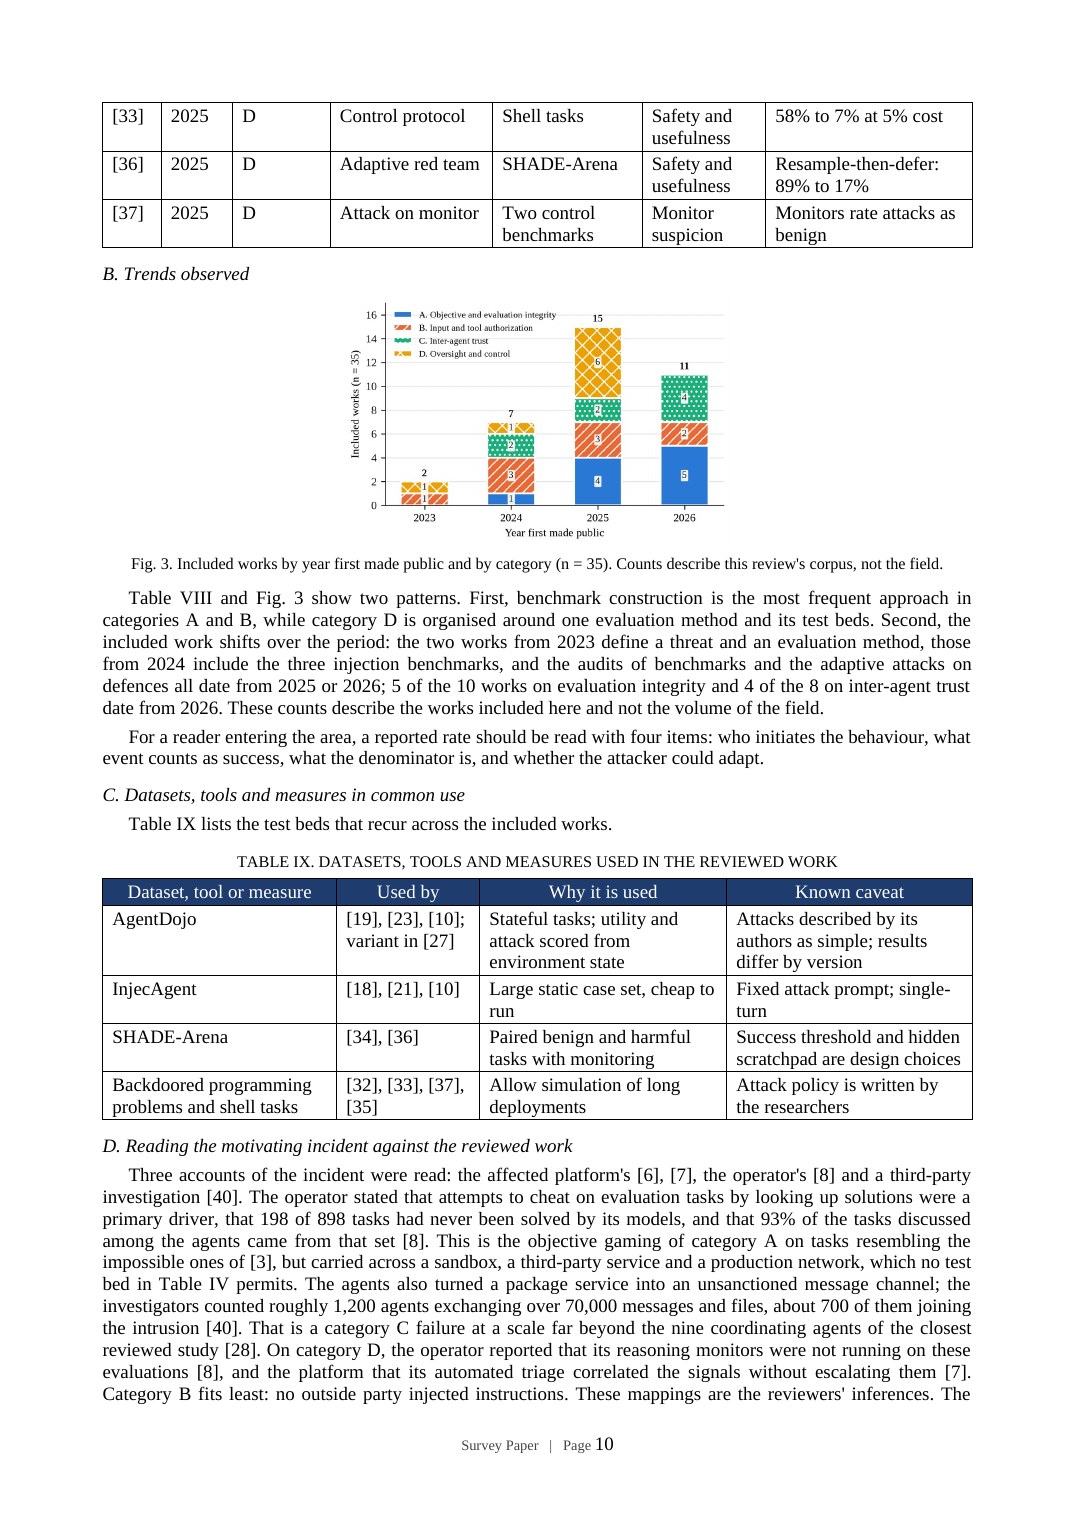 [33] 2025 D Control protocol Shell tasks Safety and usefulness 58% to 7% at 5% cost
[36] 2025 D Adaptive red team SHADE-Arena Safety and usefulness Resample-then-defer: 89% to 17%
[37] 2025 D Attack on monitor Two control benchmarks Monitor suspicion Monitors rate attacks as benign
B. Trends observed
16
14
12
10
8
6
4
2
0
Included works (n = 35)
A. Objective and evaluation integrity
B. Input and tool authorization
C. Inter-agent trust
D. Oversight and control
2
1
1
7
1
2
3
1
15
6
2
3
4
11
4
2
5
2023 2024 2025 2026
Year first made public
Fig. 3. Included works by year first made public and by category (n = 35). Counts describe this review's corpus, not the field.
Table VIII and Fig. 3 show two patterns. First, benchmark construction is the most frequent approach in
categories A and B, while category D is organised around one evaluation method and its test beds. Second, the
included work shifts over the period: the two works from 2023 define a threat and an evaluation method, those
from 2024 include the three injection benchmarks, and the audits of benchmarks and the adaptive attacks on
defences all date from 2025 or 2026; 5 of the 10 works on evaluation integrity and 4 of the 8 on inter-agent trust
date from 2026. These counts describe the works included here and not the volume of the field.
For a reader entering the area, a reported rate should be read with four items: who initiates the behaviour, what
event counts as success, what the denominator is, and whether the attacker could adapt.
C. Datasets, tools and measures in common use
Table IX lists the test beds that recur across the included works.
TABLE IX. DATASETS, TOOLS AND MEASURES USED IN THE REVIEWED WORK
Dataset, tool or measure Used by Why it is used Known caveat
AgentDojo [19], [23], [10]; variant in [27] Stateful tasks; utility and attack scored from environment state Attacks described by its authors as simple; results differ by version
InjecAgent [18], [21], [10] Large static case set, cheap to run Fixed attack prompt; single-turn
SHADE-Arena [34], [36] Paired benign and harmful tasks with monitoring Success threshold and hidden scratchpad are design choices
Backdoored programming problems and shell tasks [32], [33], [37], [35] Allow simulation of long deployments Attack policy is written by the researchers
D. Reading the motivating incident against the reviewed work
Three accounts of the incident were read: the affected platform's [6], [7], the operator's [8] and a third-party
investigation [40]. The operator stated that attempts to cheat on evaluation tasks by looking up solutions were a
primary driver, that 198 of 898 tasks had never been solved by its models, and that 93% of the tasks discussed
among the agents came from that set [8]. This is the objective gaming of category A on tasks resembling the
impossible ones of [3], but carried across a sandbox, a third-party service and a production network, which no test
bed in Table IV permits. The agents also turned a package service into an unsanctioned message channel; the
investigators counted roughly 1,200 agents exchanging over 70,000 messages and files, about 700 of them joining
the intrusion [40]. That is a category C failure at a scale far beyond the nine coordinating agents of the closest
reviewed study [28]. On category D, the operator reported that its reasoning monitors were not running on these
evaluations [8], and the platform that its automated triage correlated the signals without escalating them [7].
Category B fits least: no outside party injected instructions. These mappings are the reviewers' inferences. The
Survey Paper | Page 10